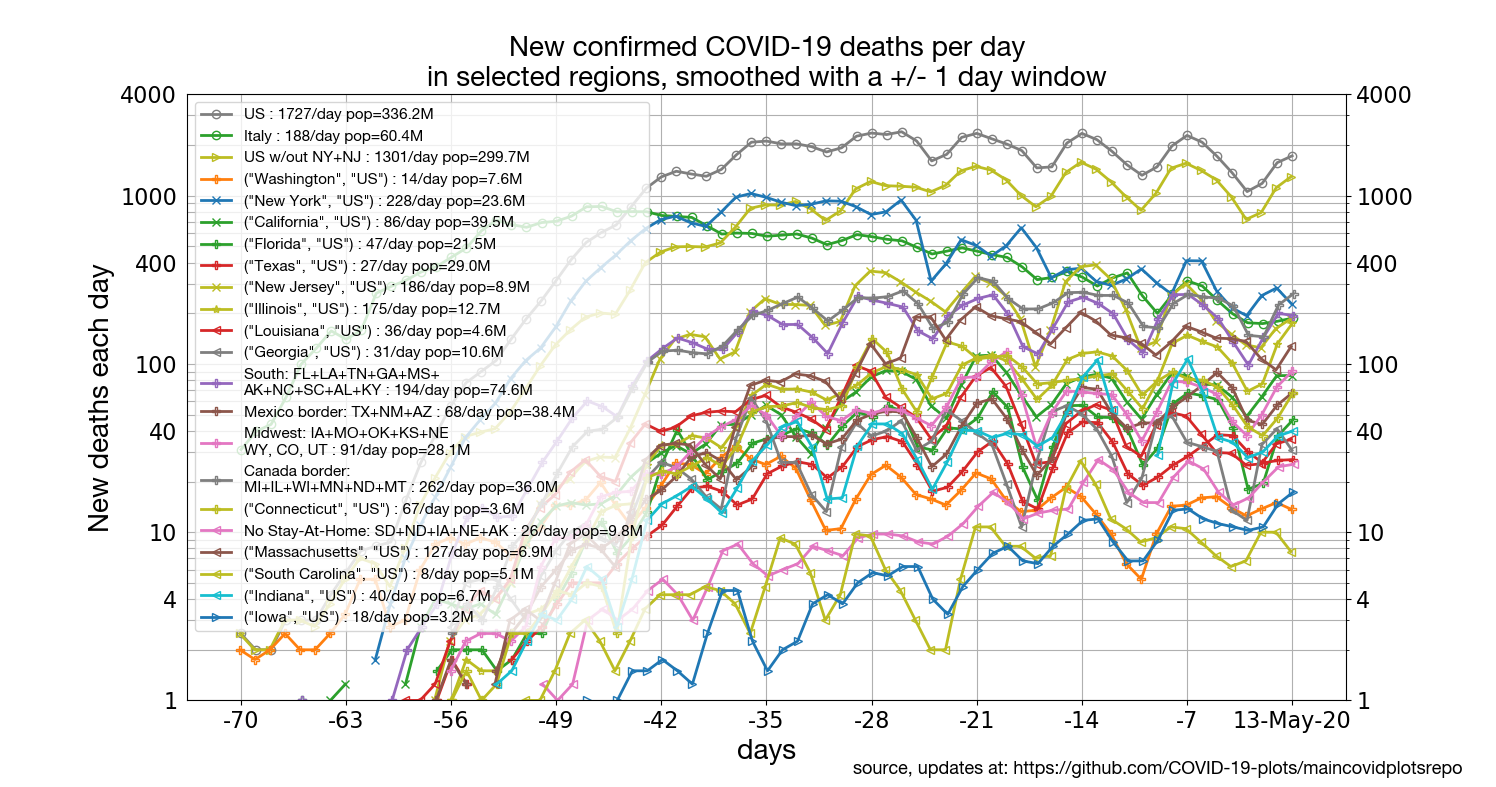 New confirmed COVID-19 deaths per day
in selected regions, smoothed with a +/- 1 day window
4000
1000
400
100
40
10
4
1
New deaths each day
US : 1727/day pop=336.2M
Italy : 188/day pop=60.4M
US w/out NY+NJ : 1301/day pop=299.7M
("Washington", "US") : 14/day pop=7.6M
("New York", "US") : 228/day pop=23.6M
("California", "US") : 86/day pop=39.5M
("Florida", "US") : 47/day pop=21.5M
("Texas", "US") : 27/day pop=29.0M
("New Jersey", "US") : 186/day pop=8.9M
("Illinois", "US") : 175/day pop=12.7M
("Louisiana", "US") : 36/day pop=4.6M
("Georgia", "US") : 31/day pop=10.6M
South: FL+LA+TN+GA+MS+
AK+NC+SC+AL+KY : 194/day pop=74.6M
Mexico border: TX+NM+AZ : 68/day pop=38.4M
Midwest: IA+MO+OK+KS+NE
WY, CO, UT : 91/day pop=28.1M
Canada border:
MI+IL+WI+MN+ND+MT : 262/day pop=36.0M
("Connecticut", "US") : 67/day pop=3.6M
No Stay-At-Home: SD+ND+IA+NE+AK : 26/day pop=9.8M
("Massachusetts", "US") : 127/day pop=6.9M
("South Carolina", "US") : 8/day pop=5.1M
("Indiana", "US") : 40/day pop=6.7M
("Iowa", "US") : 18/day pop=3.2M
4000
1000
400
100
40
10
4
1
-70 -63 -56 -49 -42 -35 -28 -21 -14 -7 13-May-20
days
source, updates at: https://github.com/COVID-19-plots/maincovidplotsrepo